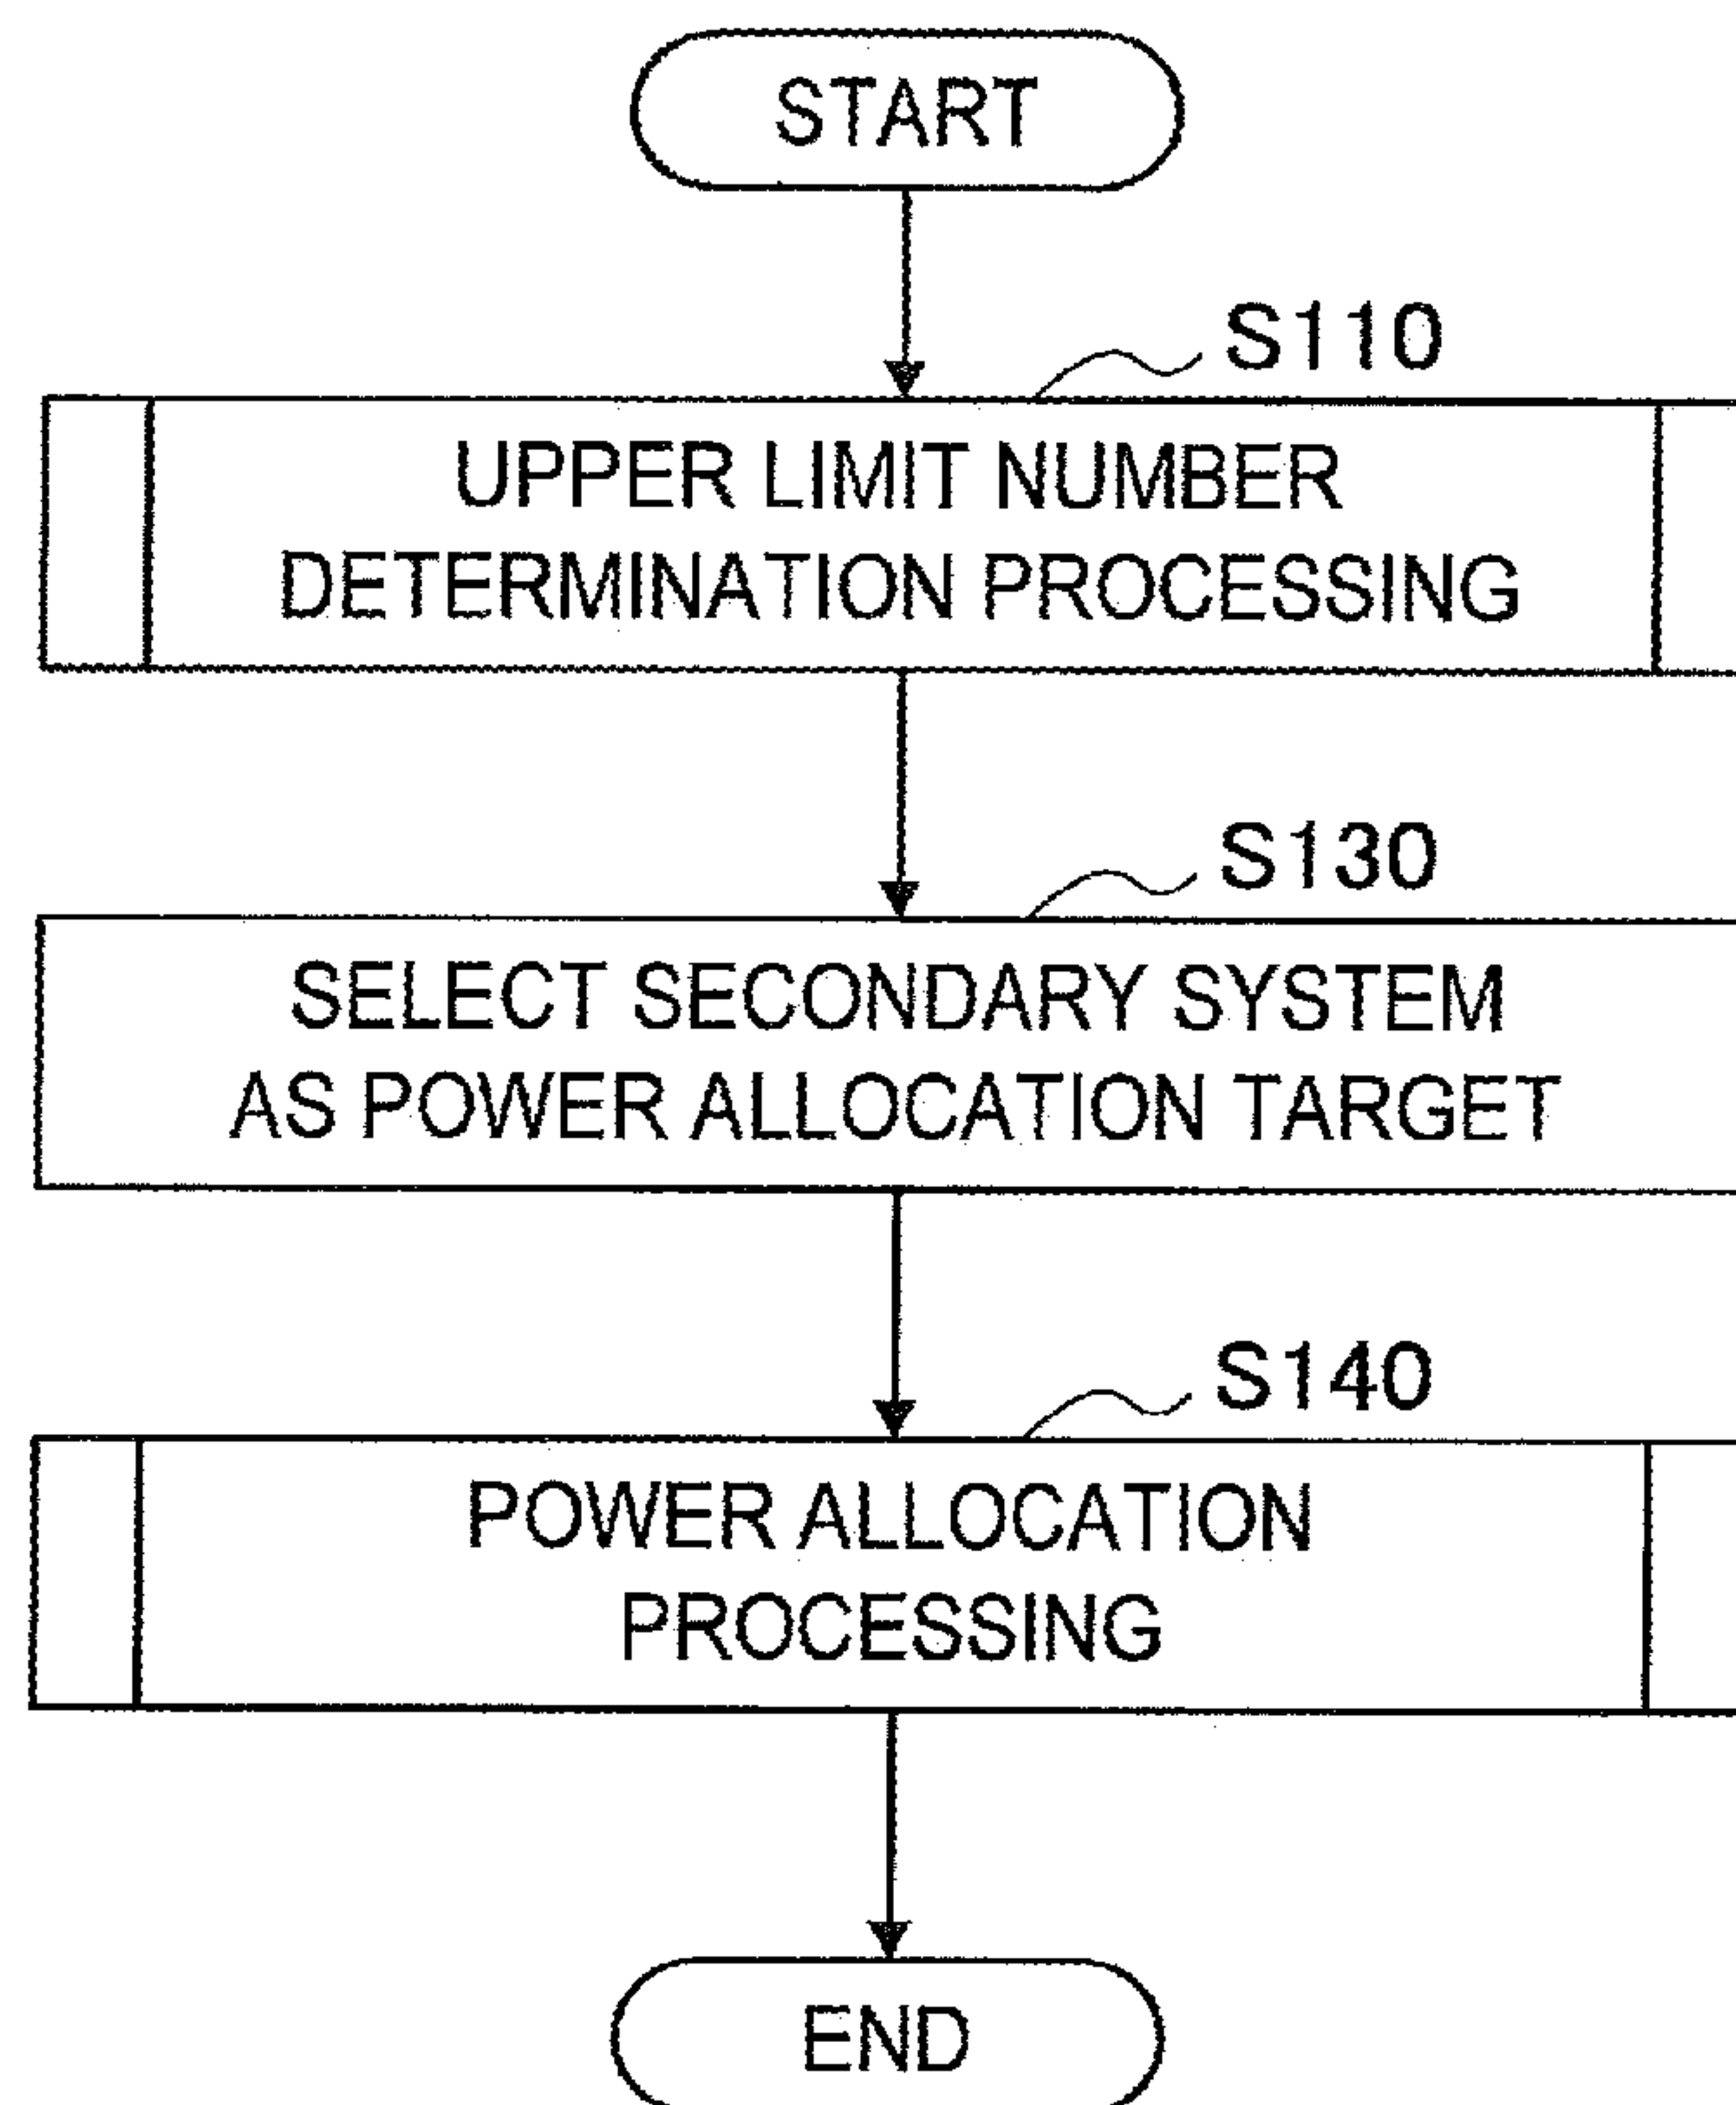 START
S110
UPPER LIMIT NUMBER
DETERMINATION PROCESSING
S130
SELECT SECONDARY SYSTEM
AS POWER ALLOCATION TARGET
S140
POWER ALLOCATION
PROCESSING
END